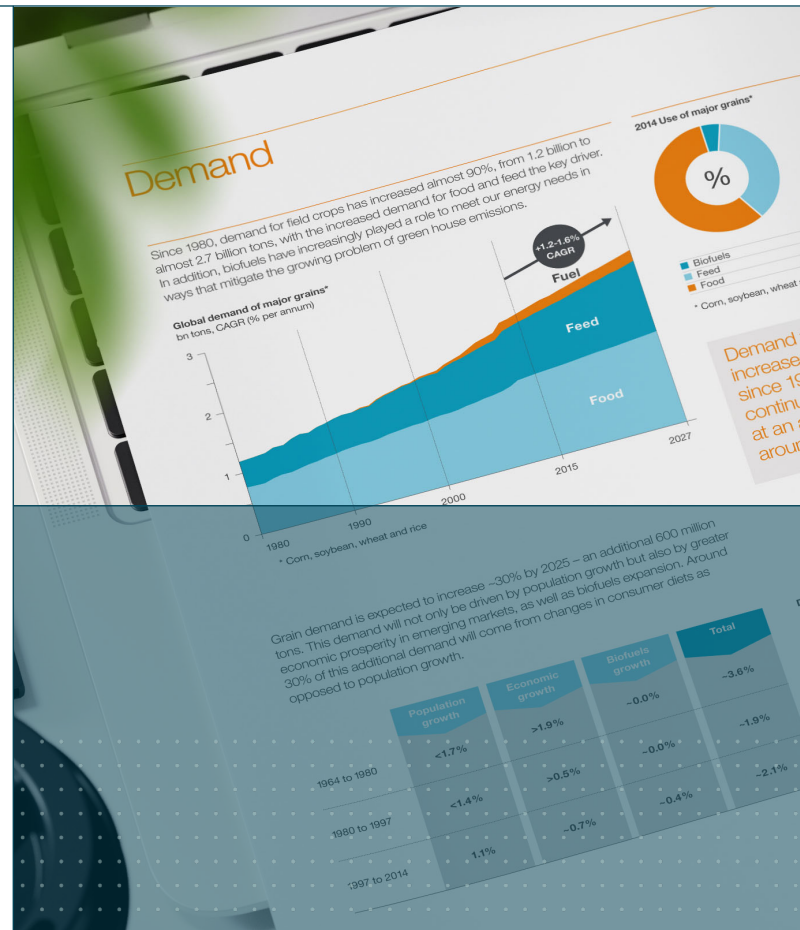 Demand
Since 1980, demand for field crops has increased almost 90%, from 1.2 billion to
almost 2.7 billion tons, with the increased demand for food and feed the key driver.
In addition, biofuels have increasingly played a role to meet our energy needs in
ways that mitigate the growing problem of green house emissions.
Global demand of major grains*
bn tons, CAGR (% per annum)
3
2
1
0
1980
1990
2000
2015
2027
+1.2-1.6%
CAGR
Fuel
Feed
Food
* Corn, soybean, wheat and rice
2014 Use of major grains*
%
Biofuels
Feed
Food
* Corn, soybean, wheat
Demand
increase
since
continu
at an
aroun
Grain demand is expected to increase ~30% by 2025 – an additional 600 million
tons. This demand will not only be driven by population growth but also by greater
economic prosperity in emerging markets, as well as biofuels expansion. Around
30% of this additional demand will come from changes in consumer diets as
opposed to population growth.
Population
growth
Economic
growth
Biofuels
growth
Total
1964 to 1980 <1.7% >1.9% ~0.0% ~3.6%
1980 to 1997 <1.4% >0.5% ~0.0% ~1.9%
1997 to 2014 1.1% ~0.7% ~0.4% ~2.1%